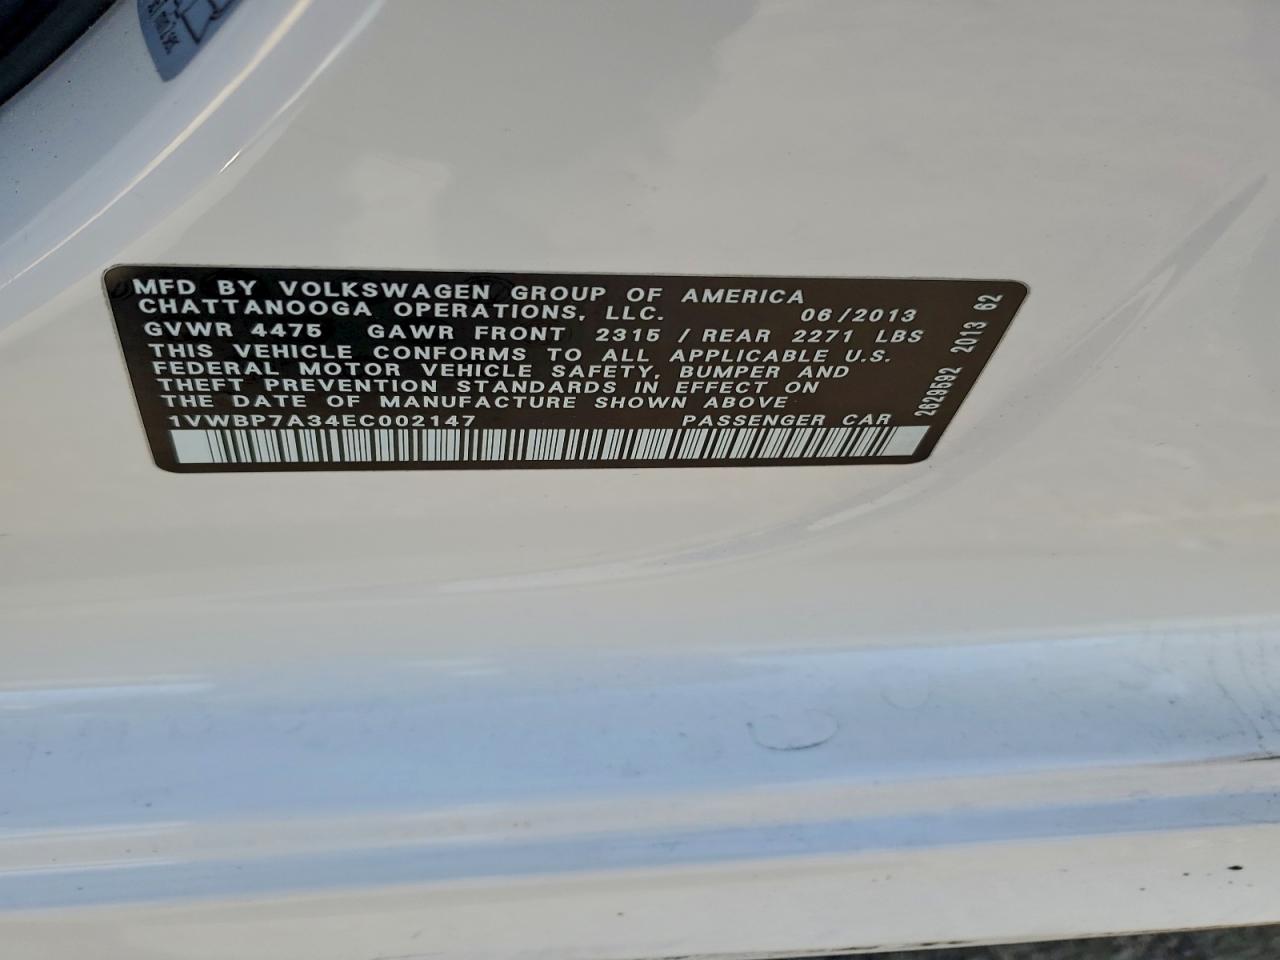 MFD BY VOLKSWAGEN GROUP OF AMERICA
CHATTANOOGA OPERATIONS, LLC. 06/2013
GVWR 4475 GAWR FRONT 2315 / REAR 2271 LBS
THIS VEHICLE CONFORMS TO ALL APPLICABLE U.S.
FEDERAL MOTOR VEHICLE SAFETY, BUMPER AND
THEFT PREVENTION STANDARDS IN EFFECT ON
THE DATE OF MANUFACTURE SHOWN ABOVE
1VWBP7A34EC002147 PASSENGER CAR
2629592 2013 62